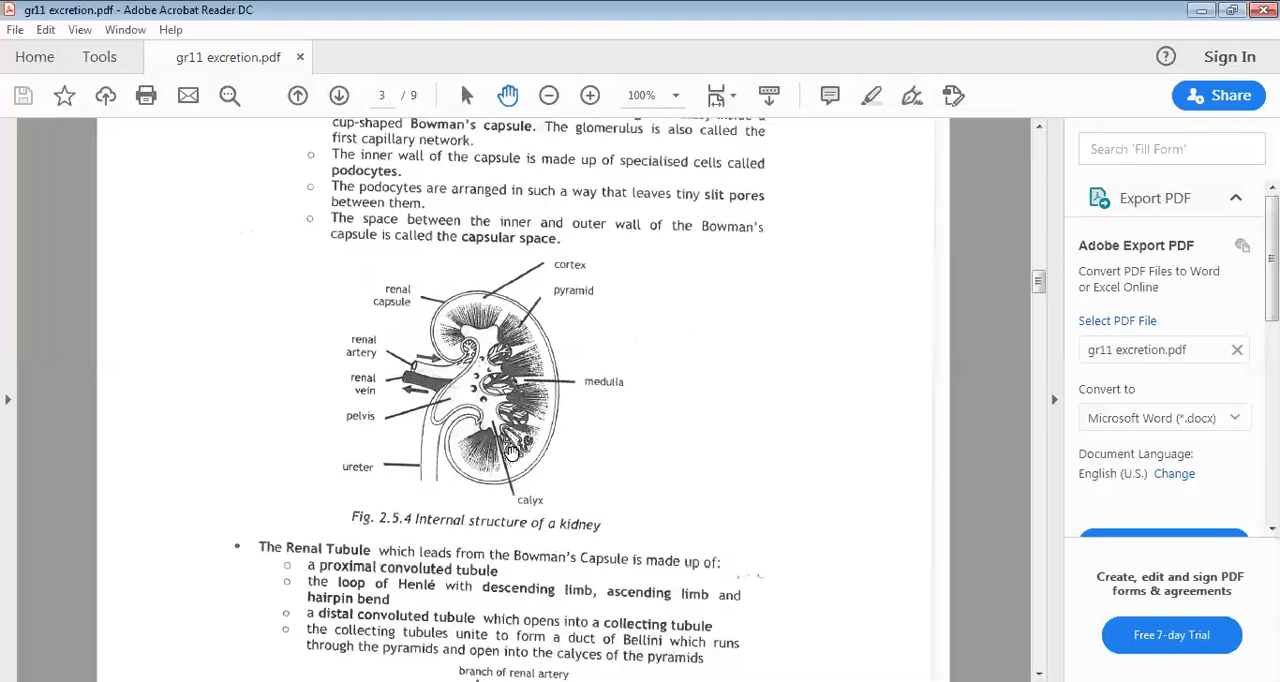 gr11 excretion.pdf - Adobe Acrobat Reader DC
File Edit View Window Help
Home Tools gr11 excretion.pdf × Sign In
3 / 9 100% Share
cup-shaped Bowman's capsule. The glomerulus is also called the
first capillary network.
○ The inner wall of the capsule is made up of specialised cells called
podocytes.
○ The podocytes are arranged in such a way that leaves tiny slit pores
between them.
○ The space between the inner and outer wall of the Bowman's
capsule is called the capsular space.
cortex
renal
capsule
pyramid
renal
artery
renal
vein
medulla
pelvis
ureter
calyx
Fig. 2.5.4 Internal structure of a kidney
• The Renal Tubule which leads from the Bowman's Capsule is made up of:
○ a proximal convoluted tubule
○ the loop of Henlé with descending limb, ascending limb and
hairpin bend
○ a distal convoluted tubule which opens into a collecting tubule
○ the collecting tubules unite to form a duct of Bellini which runs
through the pyramids and open into the calyces of the pyramids
branch of renal artery
Search 'Fill Form'
Export PDF
Adobe Export PDF
Convert PDF Files to Word
or Excel Online
Select PDF File
gr11 excretion.pdf
Convert to
Microsoft Word (*.docx)
Document Language:
English (U.S.) Change
Create, edit and sign PDF
forms & agreements
Free 7-day Trial